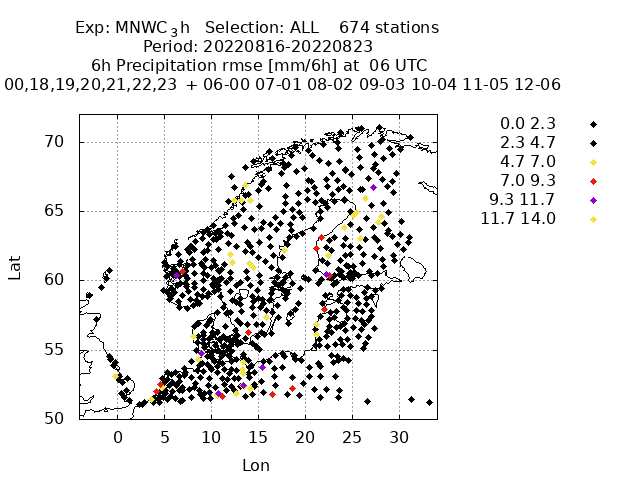 Exp: MNWC_3h   Selection: ALL    674 stations
Period: 20220816-20220823
6h Precipitation rmse [mm/6h] at  06 UTC
00,18,19,20,21,22,23  + 06-00 07-01 08-02 09-03 10-04 11-05 12-06
0.0 2.3
2.3 4.7
4.7 7.0
7.0 9.3
9.3 11.7
11.7 14.0
70
65
60
55
50
Lat
0 5 10 15 20 25 30
Lon